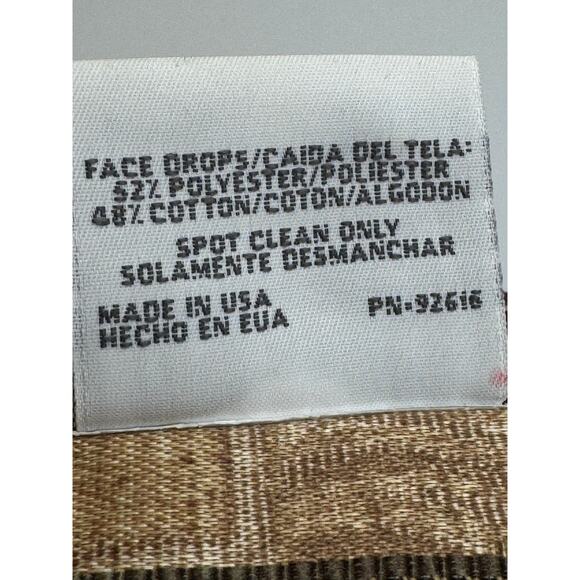 FACE DROPS/CAIDA DEL TELA:
52% POLYESTER/POLIESTER
48% COTTON/COTON/ALGODON
SPOT CLEAN ONLY
SOLAMENTE DESMANCHAR
MADE IN USA PN-92616
HECHO EN EUA